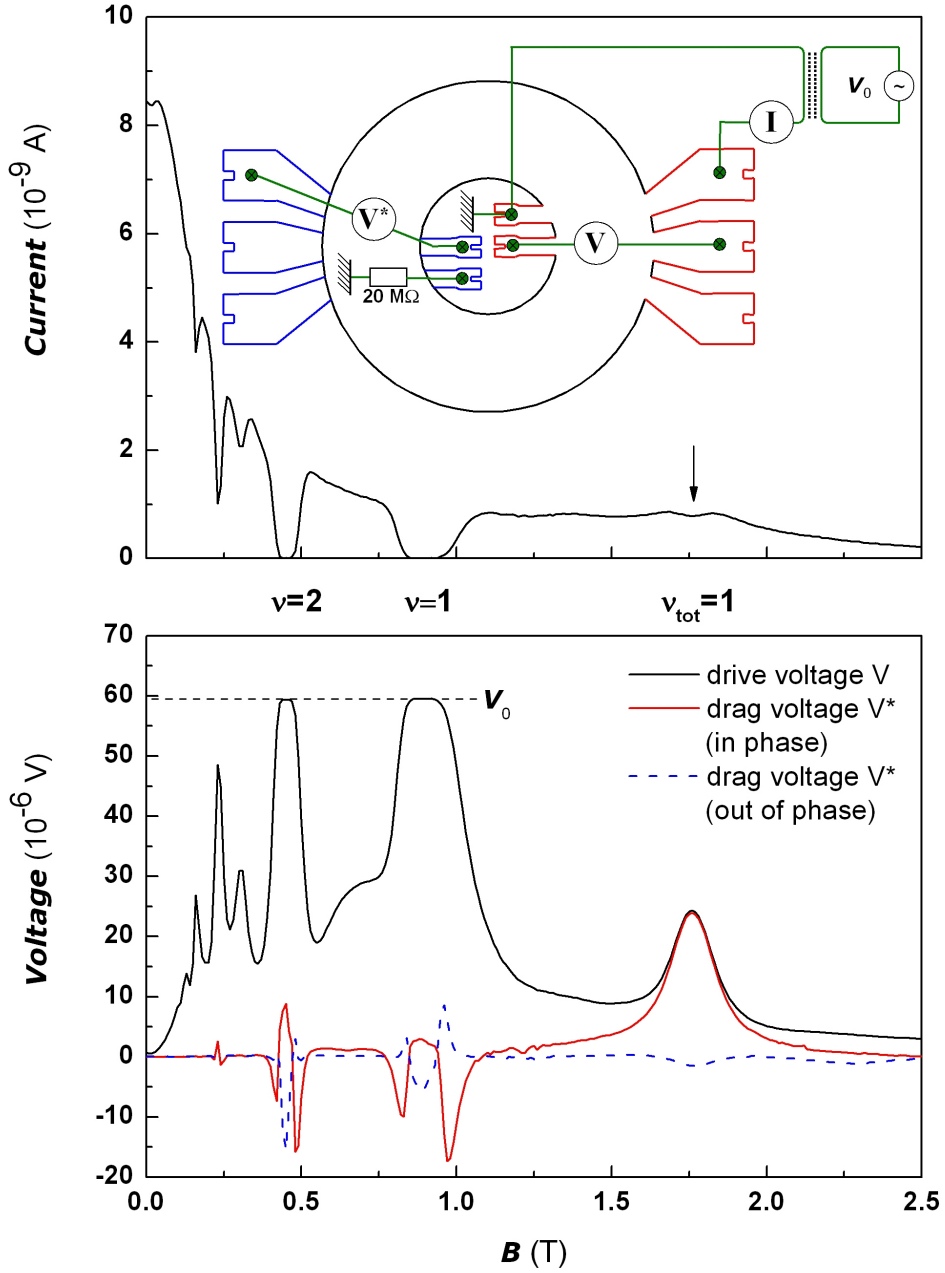 10
8
6
4
2
0
Current (10⁻⁹ A)
V₀
~
I
V*
V
20 MΩ
ν=2
ν=1
νtot=1
70
60
50
40
30
20
10
0
-10
-20
Voltage (10⁻⁶ V)
V₀
drive voltage V
drag voltage V*
(in phase)
drag voltage V*
(out of phase)
0.0
0.5
1.0
1.5
2.0
2.5
B (T)